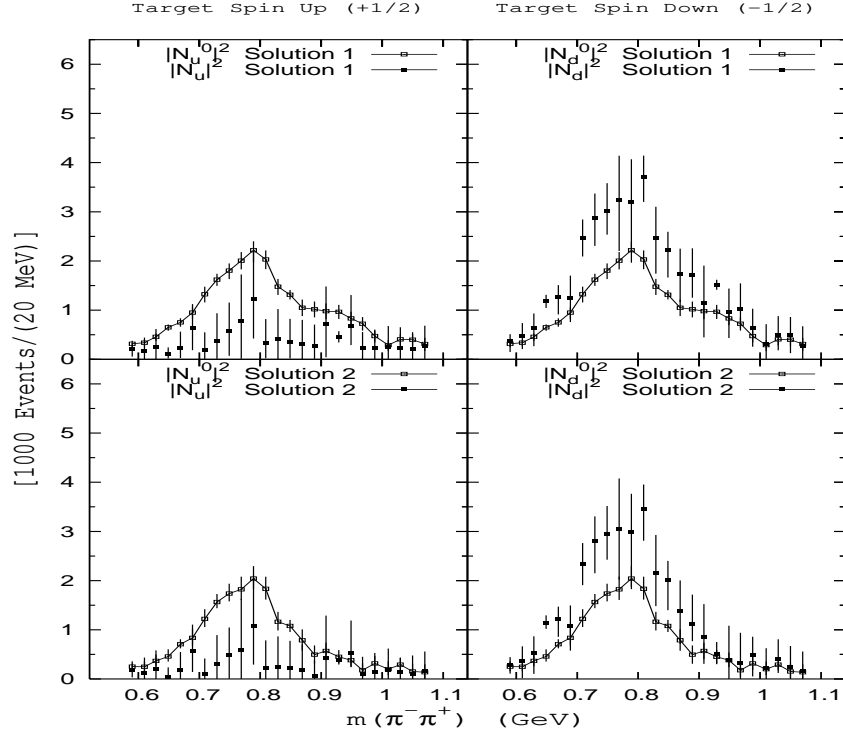 Target Spin Up (+1/2) Target Spin Down (−1/2)
|N_u^0|^2 Solution 1
|N_u|^2 Solution 1
|N_d^0|^2 Solution 1
|N_d|^2 Solution 1
6
5
4
3
2
1
0
|N_u^0|^2 Solution 2
|N_u|^2 Solution 2
|N_d^0|^2 Solution 2
|N_d|^2 Solution 2
6
5
4
3
2
1
0
[1000 Events/(20 MeV)]
0.6 0.7 0.8 0.9 1 1.1 0.6 0.7 0.8 0.9 1 1.1
m(π⁻π⁺) (GeV)